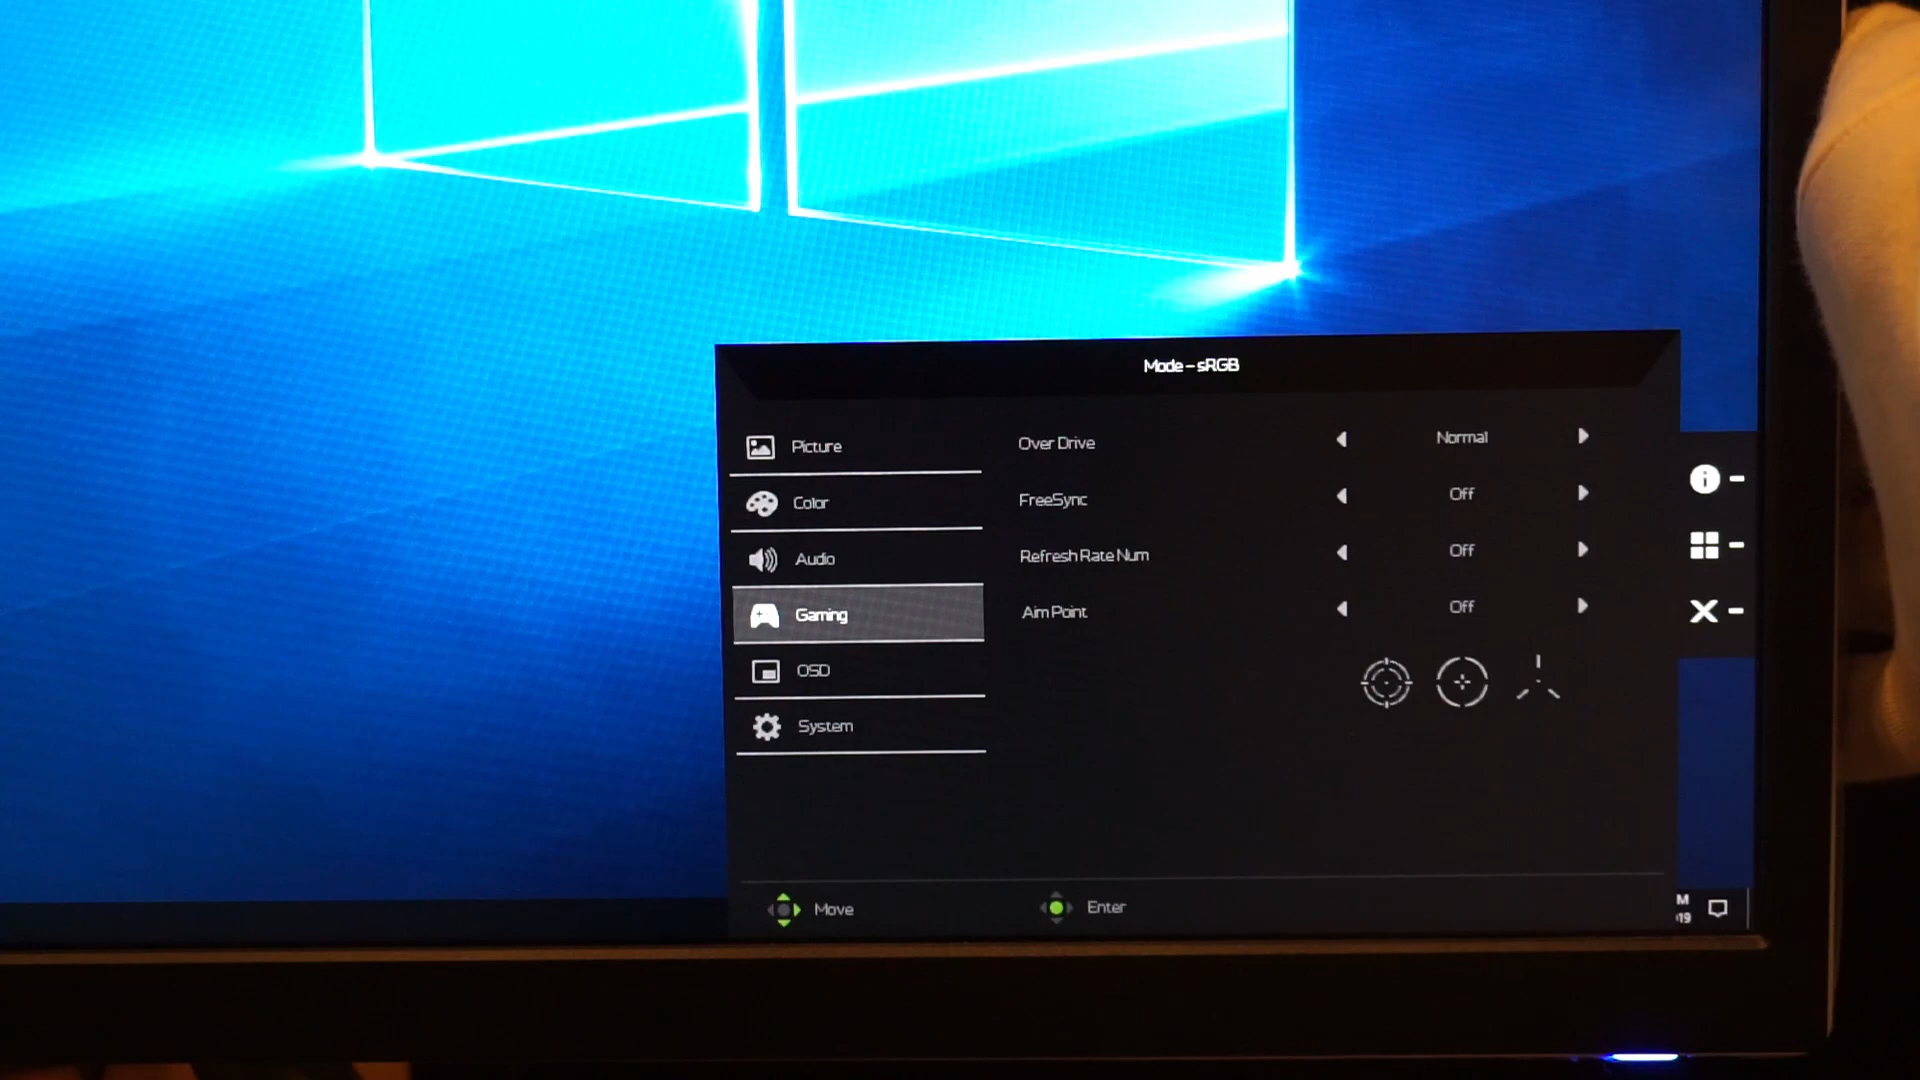 Mode - sRGB
Picture
Color
Audio
Gaming
OSD
System
Over Drive Normal
FreeSync Off
Refresh Rate Num Off
Aim Point Off
Move Enter
M
19